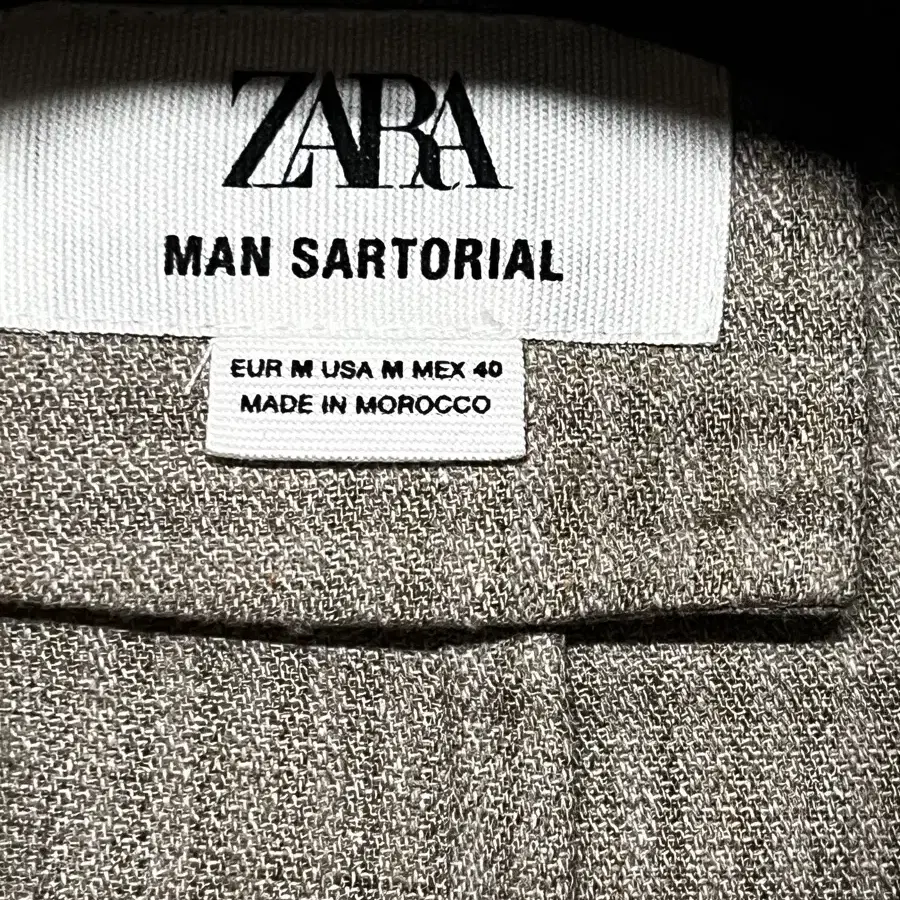 ZARA
MAN SARTORIAL
EUR M USA M MEX 40
MADE IN MOROCCO